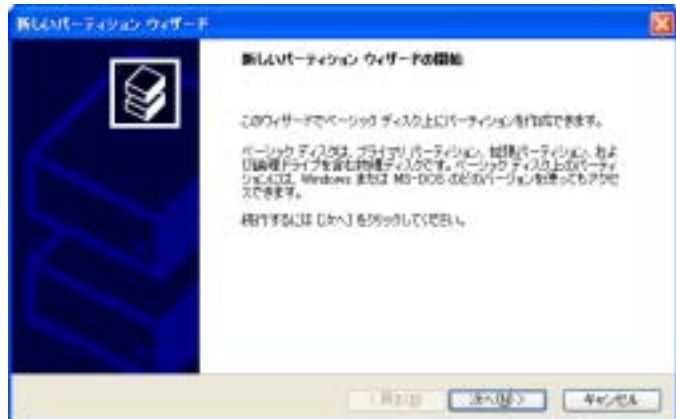 新しいパーティション ウィザード
新しいパーティション ウィザードの開始
このウィザードでベーシック ディスク上にパーティションを作成できます。
ベーシック ディスクは、プライマリ パーティション、拡張パーティション、およ
び論理ドライブを含む物理ディスクです。ベーシック ディスク上のパーティ
ションには、Windows または MS-DOS のどのバージョンを使ってもアクセ
スできます。
続行するには [次へ] をクリックしてください。
< 戻る(B)
次へ(N) >
キャンセル